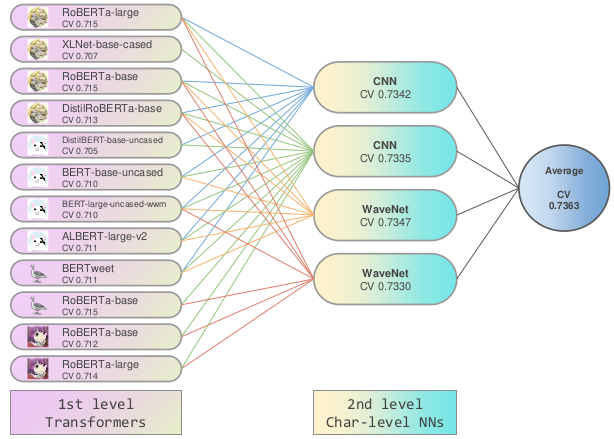 RoBERTa-large
CV 0.715
XLNet-base-cased
CV 0.707
RoBERTa-base
CV 0.715
DistilRoBERTa-base
CV 0.713
DistilBERT-base-uncased
CV 0.705
BERT-base-uncased
CV 0.710
BERT-large-uncased-wwm
CV 0.710
ALBERT-large-v2
CV 0.711
BERTweet
CV 0.711
RoBERTa-base
CV 0.715
RoBERTa-base
CV 0.712
RoBERTa-large
CV 0.714
1st level
Transformers
CNN
CV 0.7342
CNN
CV 0.7335
WaveNet
CV 0.7347
WaveNet
CV 0.7330
2nd level
Char-level NNs
Average
CV
0.7363